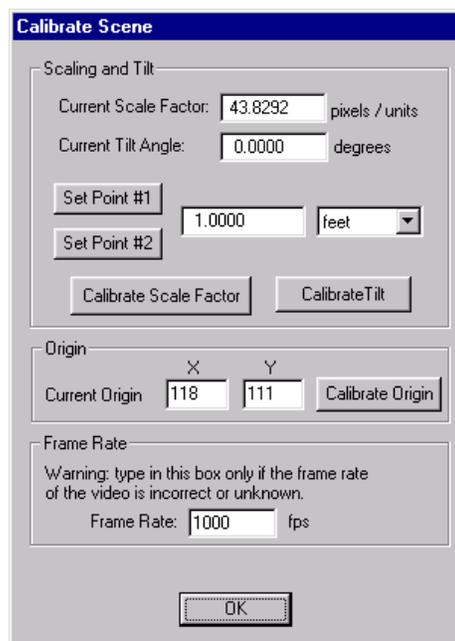 Calibrate Scene
Scaling and Tilt
Current Scale Factor: 43.8292 pixels / units
Current Tilt Angle: 0.0000 degrees
Set Point #1
1.0000 feet
Set Point #2
Calibrate Scale Factor CalibrateTilt
Origin
X Y
Current Origin 118 111 Calibrate Origin
Frame Rate
Warning: type in this box only if the frame rate
of the video is incorrect or unknown.
Frame Rate: 1000 fps
OK